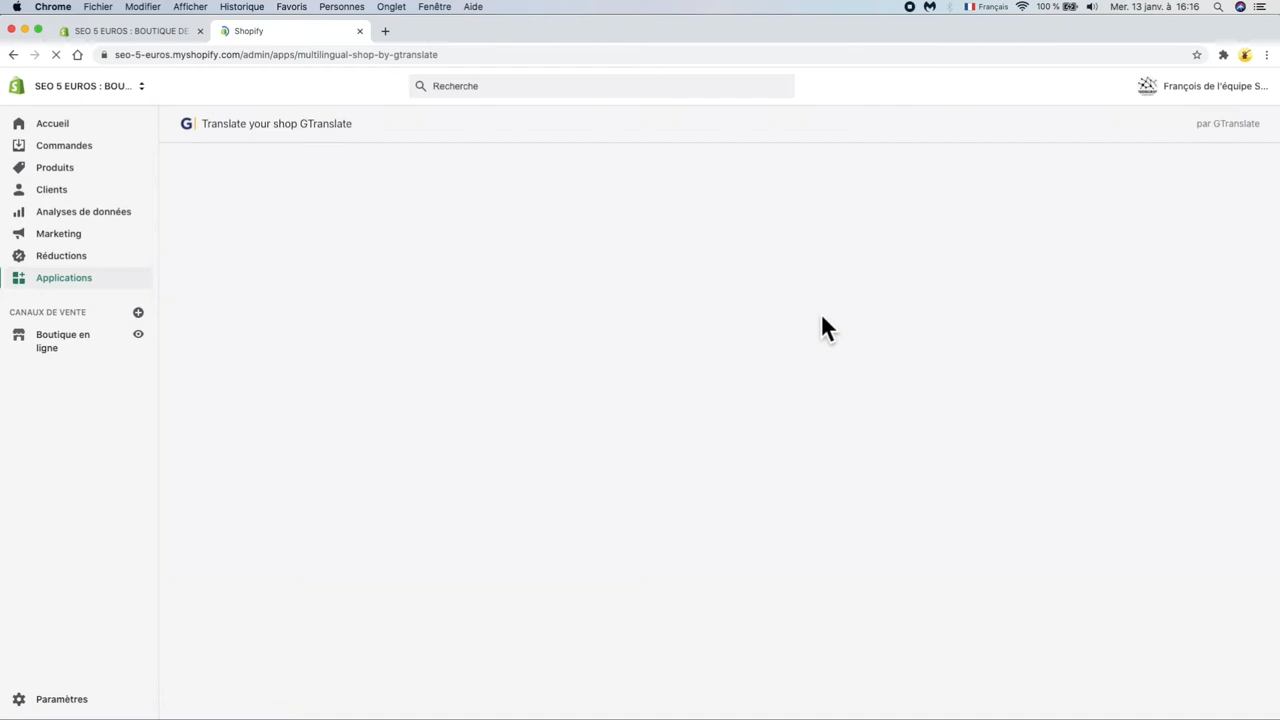 Chrome Fichier Modifier Afficher Historique Favoris Personnes Onglet Fenêtre Aide Français 100 % Mer. 13 janv. à 16:16
SEO 5 EUROS : BOUTIQUE DE
Shopify
seo-5-euros.myshopify.com/admin/apps/multilingual-shop-by-gtranslate
SEO 5 EUROS : BOU...
Recherche
François de l'équipe S...
Accueil
Commandes
Produits
Clients
Analyses de données
Marketing
Réductions
Applications
CANAUX DE VENTE
Boutique en
ligne
Paramètres
G Translate your shop GTranslate
par GTranslate